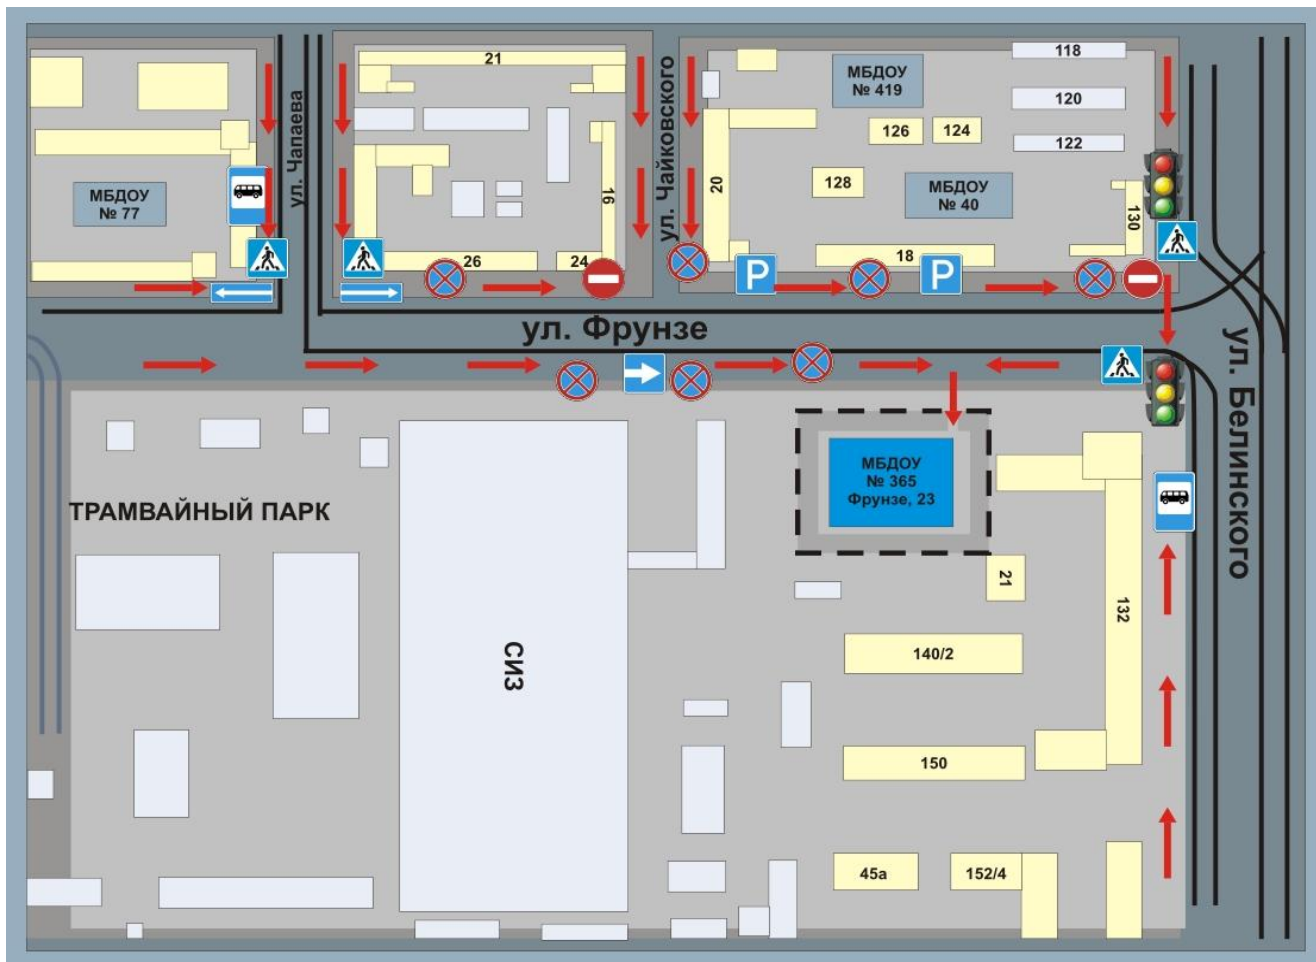 21
118
МБДОУ
№ 419
120
126
124
122
ул. Чапаева
ул. Чайковского
МБДОУ
№ 77
16
20
128
МБДОУ
№ 40
130
26
24
18
P
P
ул. Фрунзе
ул. Белинского
МБДОУ
№ 365
Фрунзе, 23
ТРАМВАЙНЫЙ ПАРК
21
132
СИЗ
140/2
150
45а
152/4